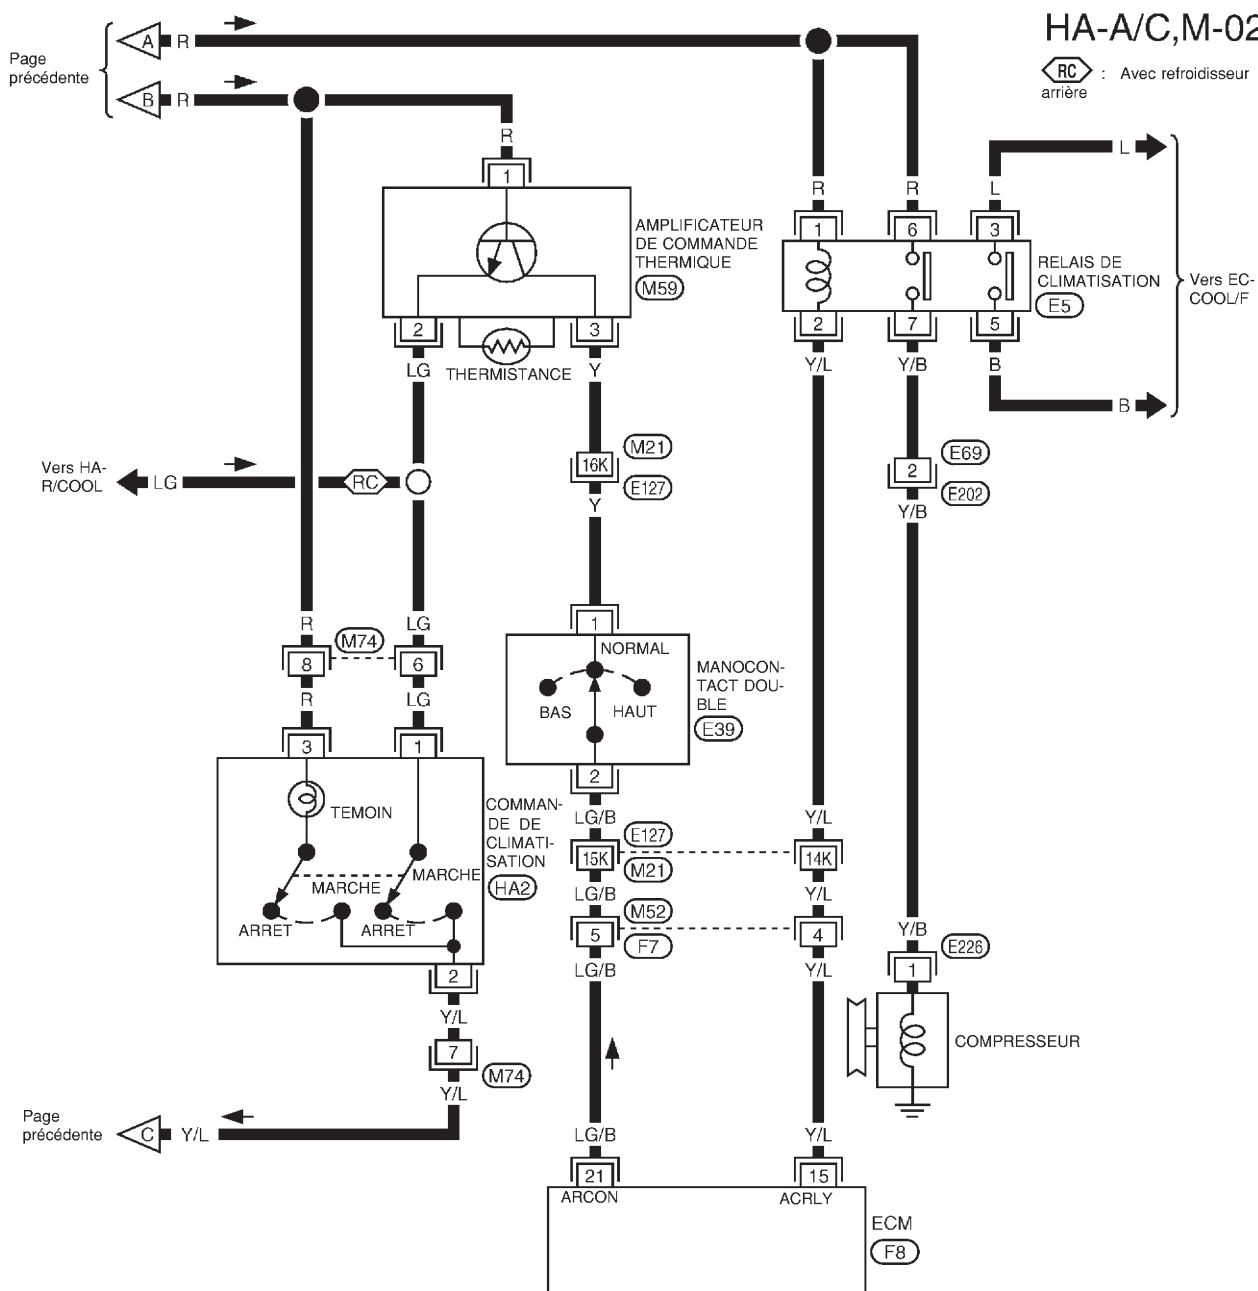 HA-A/C,M-02
RC : Avec refroidisseur
arrière
Page
précédente
A R
B R
R
1
AMPLIFICATEUR
DE COMMANDE
THERMIQUE
M59
2
3
LG
THERMISTANCE
Y
R
R
L
L
1
6
3
RELAIS DE
CLIMATISATION
E5
Vers EC-
COOL/F
2
7
5
Y/L
Y/B
B
B
M21
16K
E127
Y
E69
2
E202
Y/B
Vers HA-
R/COOL
LG
RC
R
LG
M74
8
6
R
LG
3
1
1
NORMAL
BAS
HAUT
MANOCON-
TACT DOU-
BLE
E39
2
LG/B
TEMOIN
MARCHE
MARCHE
ARRET
ARRET
COMMAN-
DE DE
CLIMATI-
SATION
HA2
2
Y/L
7
M74
Y/L
E127
15K
M21
LG/B
M52
5
F7
LG/B
Y/L
14K
Y/L
4
Y/L
Y/B
E226
1
COMPRESSEUR
Page
précédente
C Y/L
LG/B
Y/L
21
15
ARCON
ACRLY
ECM
F8